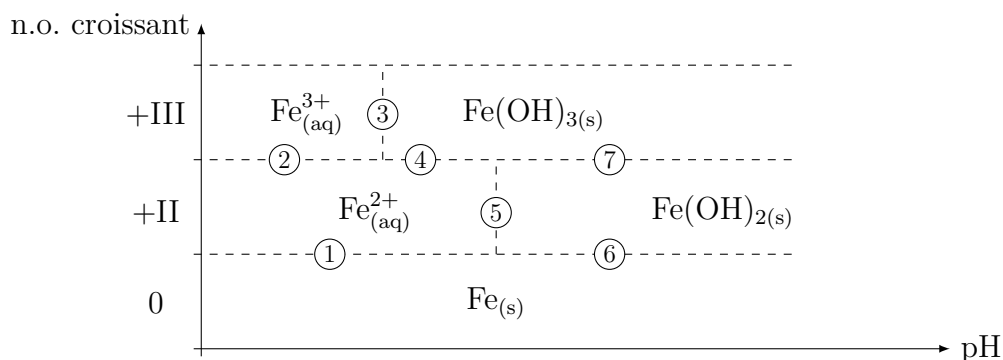 n.o. croissant
+III Fe³⁺(aq) ③ Fe(OH)₃(s)
② ④ ⑦
+II Fe²⁺(aq) ⑤ Fe(OH)₂(s)
① ⑥
0 Fe(s)
pH